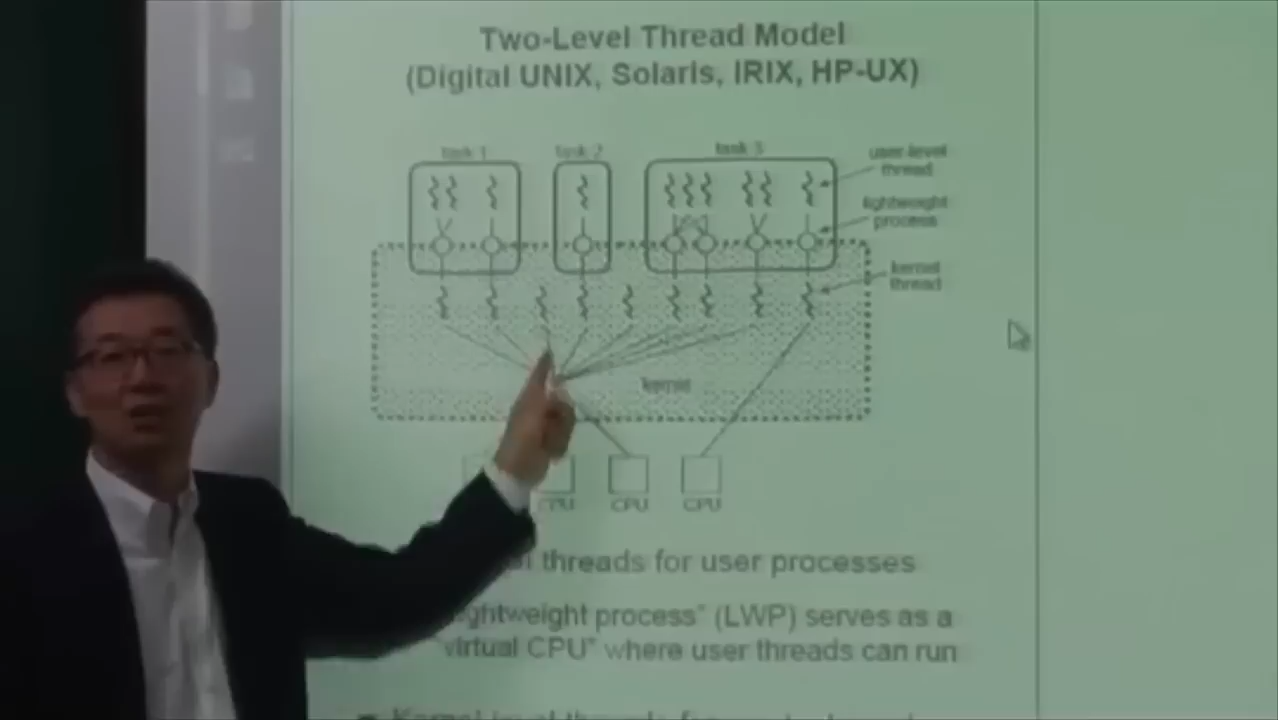 Two-Level Thread Model
(Digital UNIX, Solaris, IRIX, HP-UX)
task 1
task 2
task 3
user-level
thread
lightweight
process
kernel
thread
kernel
CPU
CPU
CPU
threads for user processes
process" (LWP) serves as a
"virtual CPU" where user threads can run